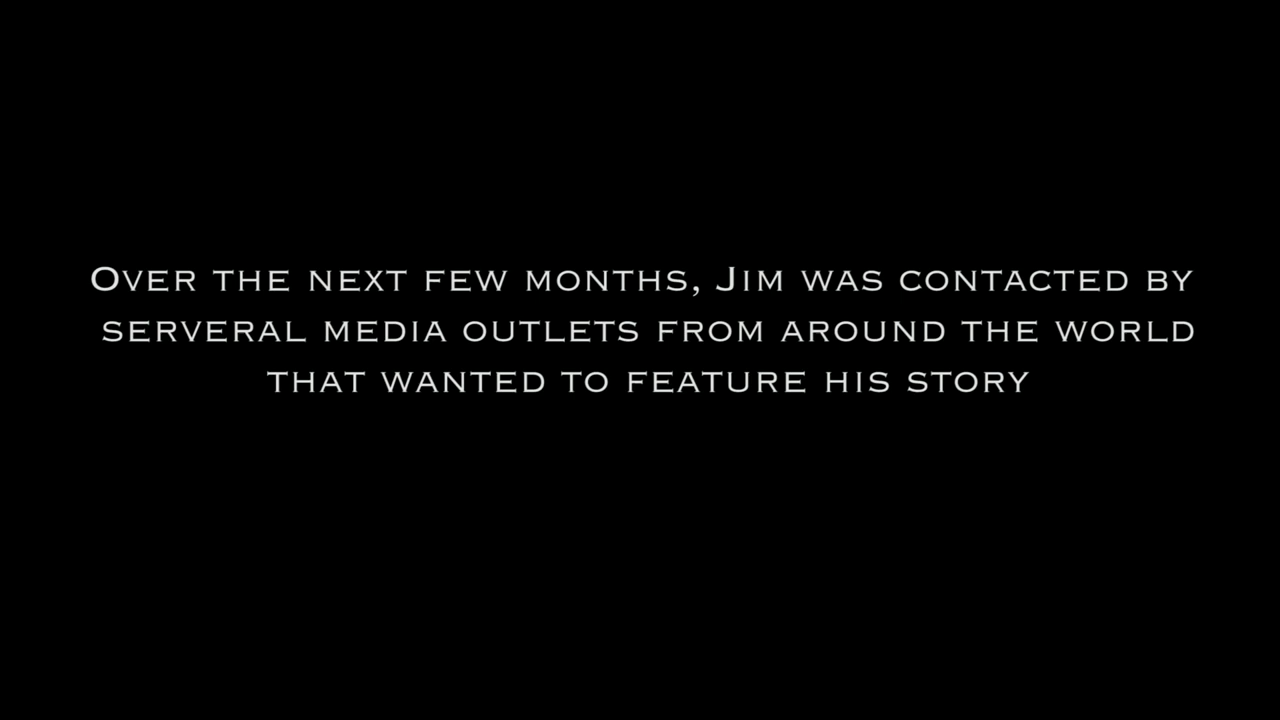 Over the next few months, Jim was contacted by
serveral media outlets from around the world
that wanted to feature his story